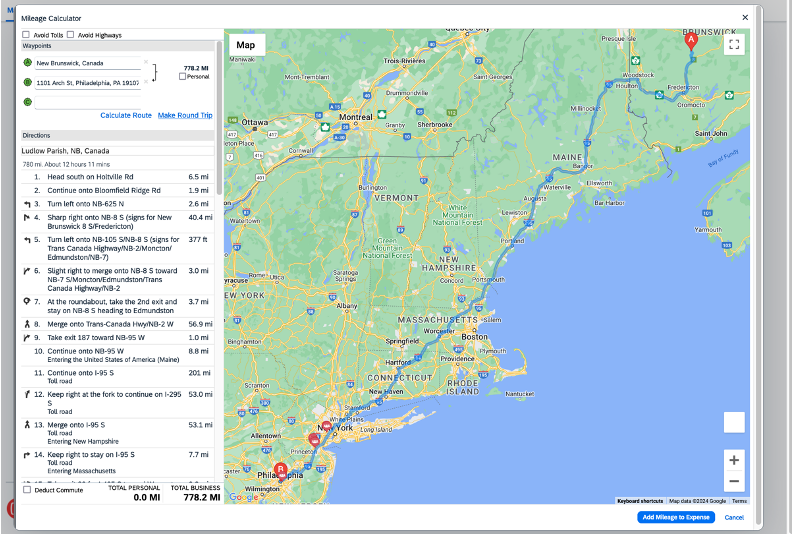 Mileage Calculator
Avoid Tolls Avoid Highways
Waypoints
A New Brunswick, Canada
B 1101 Arch St, Philadelphia, PA 1910
C
778.2 MI
Personal
Calculate Route Make Round Trip
Directions
Ludlow Parish, NB, Canada
780 mi. About 12 hours 11 mins
1. Head south on Holtville Rd 6.5 mi
2. Continue onto Bloomfield Ridge Rd 1.9 mi
3. Turn left onto NB-625 N 2.6 mi
4. Sharp right onto NB-8 S (signs for New 40.4 mi
Brunswick 8 S/Fredericton)
5. Turn left onto NB-105 S/NB-8 S (signs for 377 ft
Trans Canada Highway/NB-2/Moncton/
Edmundston/NB-7)
6. Slight right to merge onto NB-8 S toward 3.0 mi
NB-7 S/Moncton/Edmundston/Trans
Canada Highway/NB-2
7. At the roundabout, take the 2nd exit and 3.7 mi
stay on NB-8 S heading to Edmundston
8. Merge onto Trans-Canada Hwy/NB-2 W 56.9 mi
9. Take exit 187 toward NB-95 W 1.0 mi
10. Continue onto NB-95 W 8.8 mi
Entering the United States of America (Maine)
11. Continue onto I-95 S 201 mi
Toll road
12. Keep right at the fork to continue on I-295 53.0 mi
S
Toll road
13. Merge onto I-95 S 53.1 mi
Toll road
Entering New Hampshire
14. Keep right to stay on I-95 S 7.7 mi
Toll road
Entering Massachusetts
Deduct Commute
TOTAL PERSONAL TOTAL BUSINESS
0.0 MI 778.2 MI
Map
Quebec City
BRUNSWICK
A
Presque Isle
Maniwaki
Trois-Rivières
Mont-Tremblant
Saint-Georges
Woodstock
Houlton
Fredericton
Drummondville
Oromocto
Millinocket
Ottawa
Montreal
Granby
Sherbrooke
Saint John
Cornwall
MAINE
Bangor
Bay of Fundy
Burlington
Waterville
Ellsworth
VERMONT
Augusta
Bar Harbor
Watertown
White
Mountain
National Forest
Lewiston
Yarmouth
Green
Mountain
National Forest
Portland
NEW
HAMPSHIRE
Rome
Utica
Saratoga
Springs
Concord
Portsmouth
NEW YORK
Albany
MASSACHUSETTS
Salem
Worcester
Boston
Binghamton
Springfield
Plymouth
Hartford
Providence
CONNECTICUT
RHODE
ISLAND
Scranton
New Haven
Nantucket
Stamford
White Plains
Long Island
New York
Allentown
Princeton
B
Philadelphia
Wilmington
Google
Keyboard shortcuts Map data ©2024 Google Terms
Add Mileage to Expense Cancel